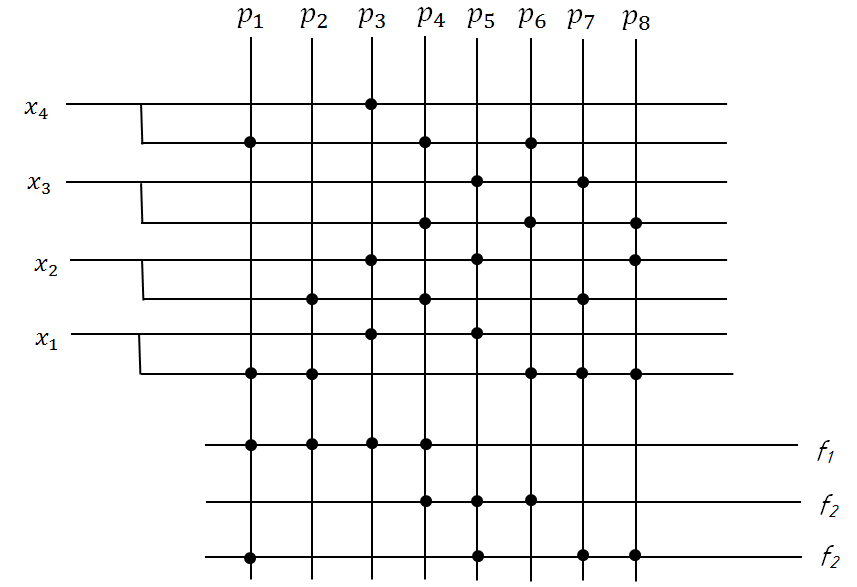 p₁ p₂ p₃ p₄ p₅ p₆ p₇ p₈
x₄
x₃
x₂
x₁
f₁
f₂
f₂